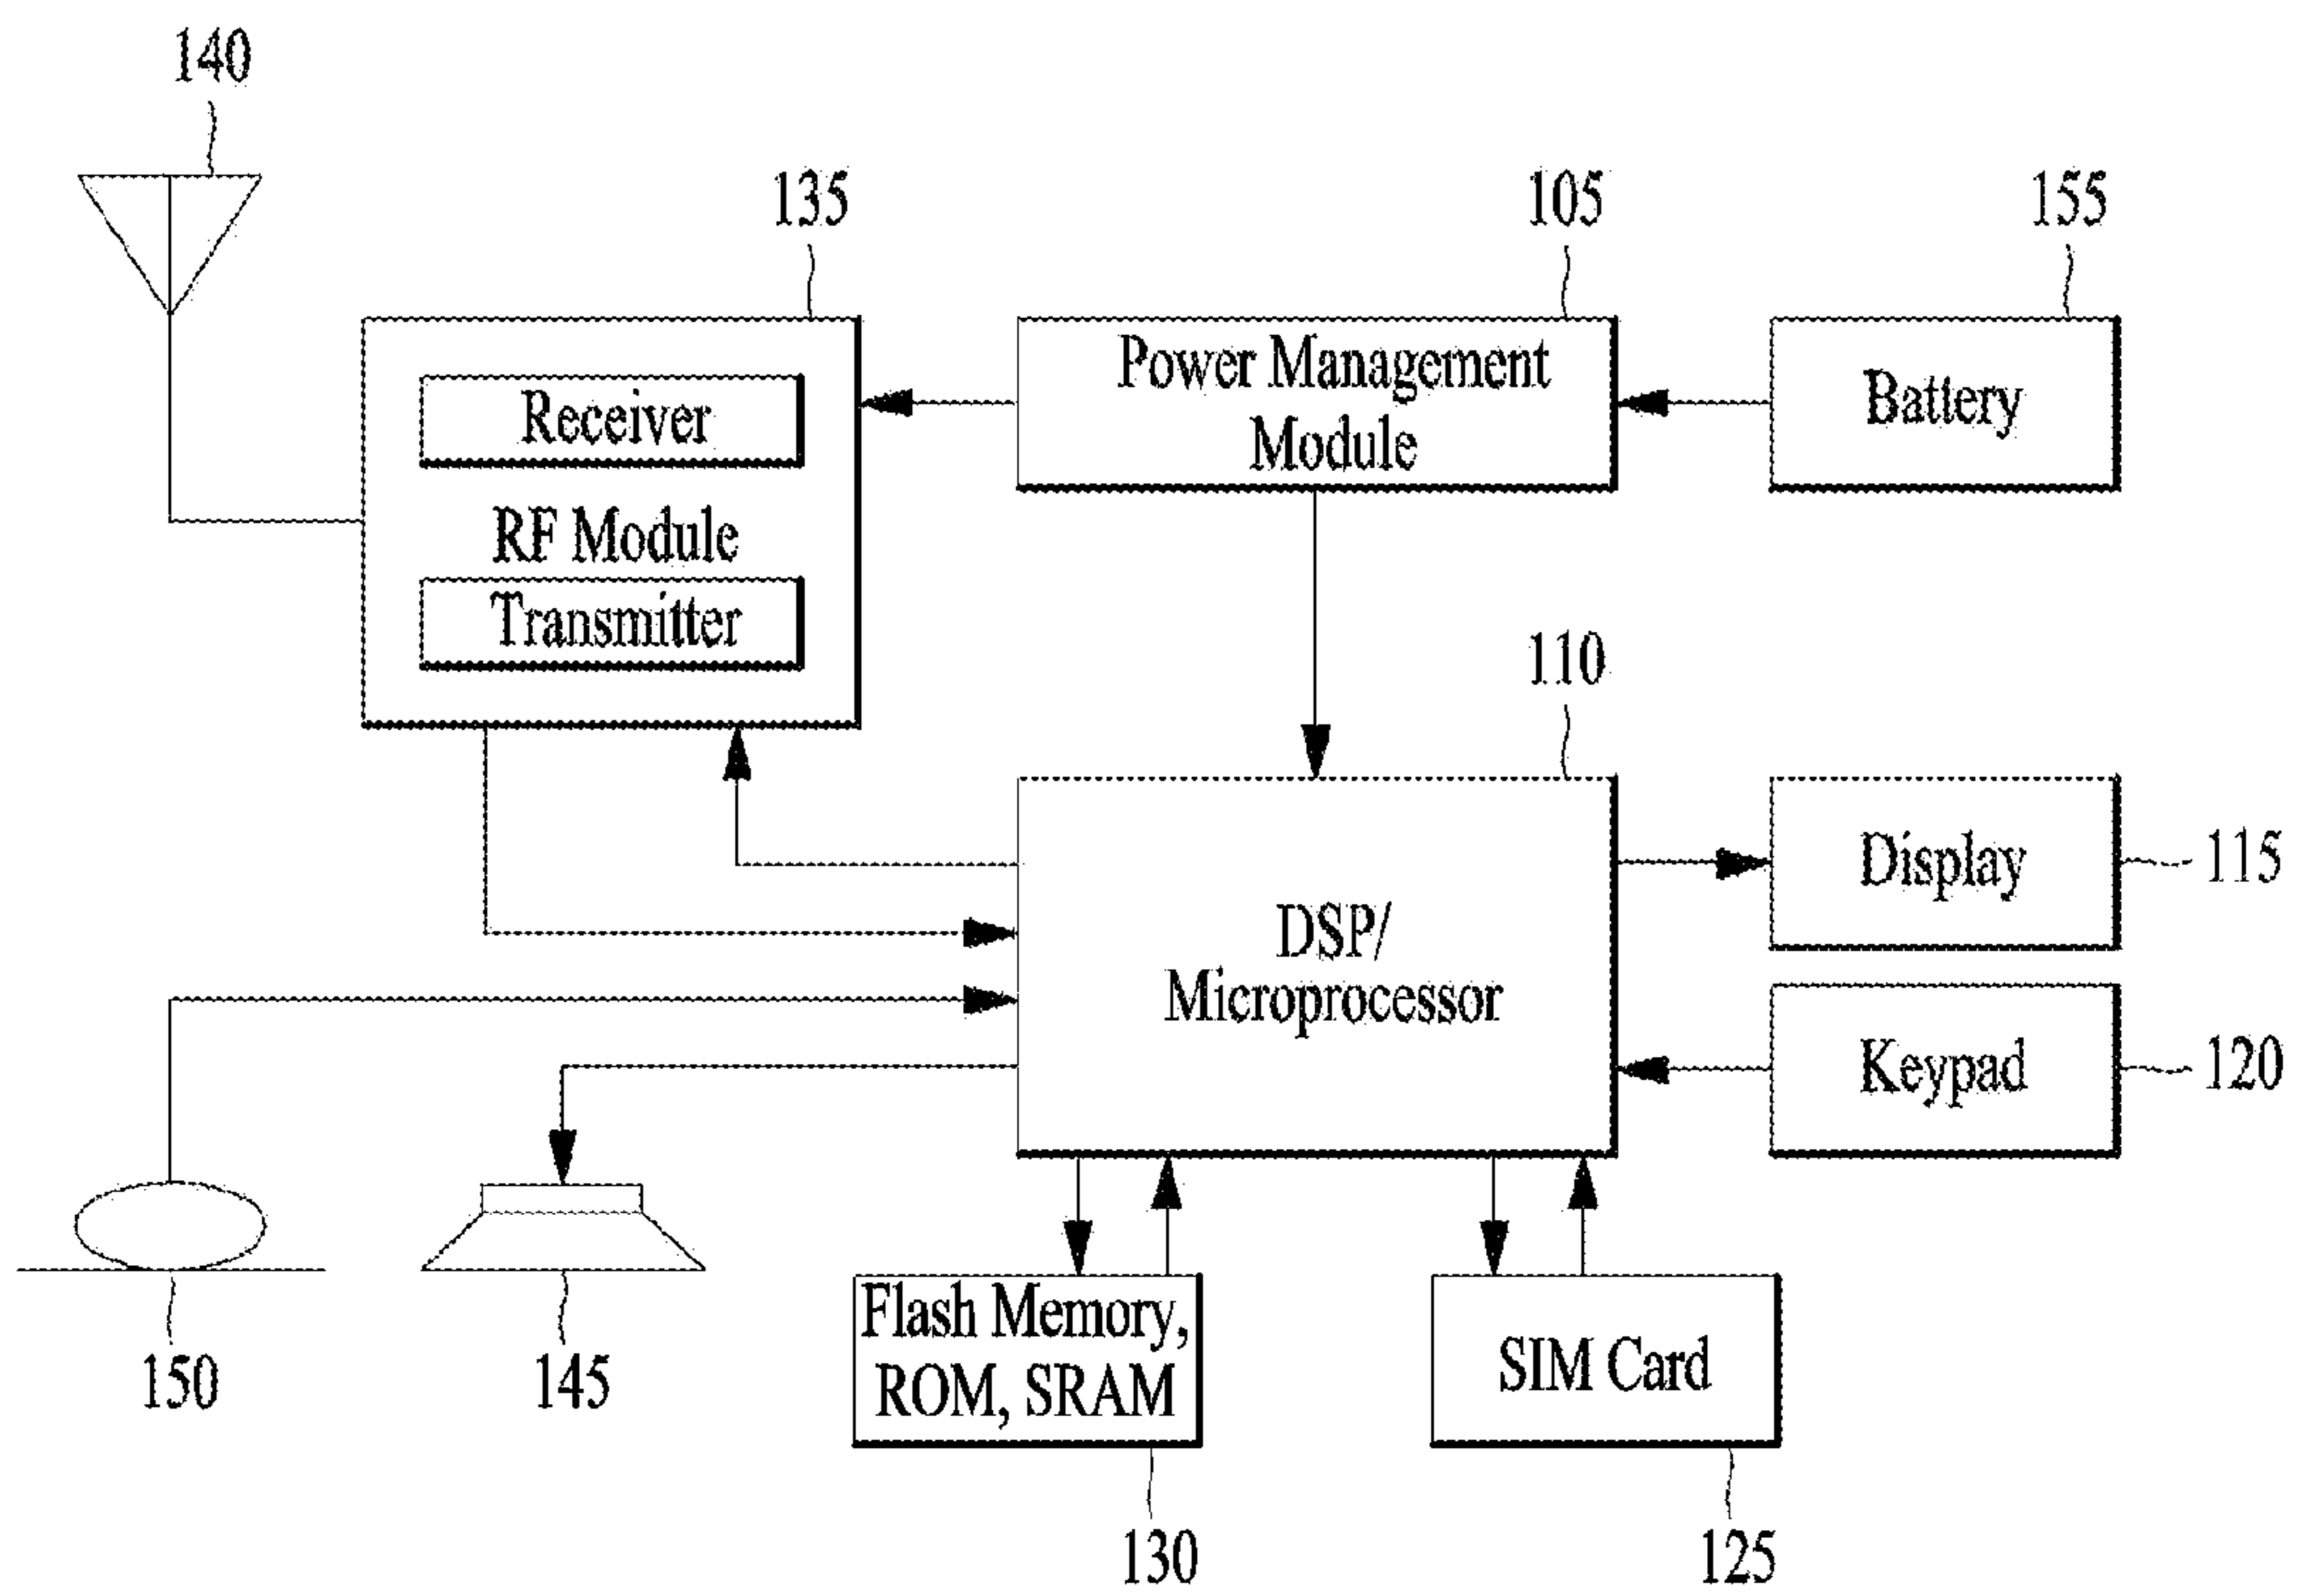 140
135
105
155
Receiver
RF Module
Transmitter
Power Management
Module
Battery
110
DSP/
Microprocessor
Display
115
Keypad
120
150
145
Flash Memory,
ROM, SRAM
SIM Card
130
125